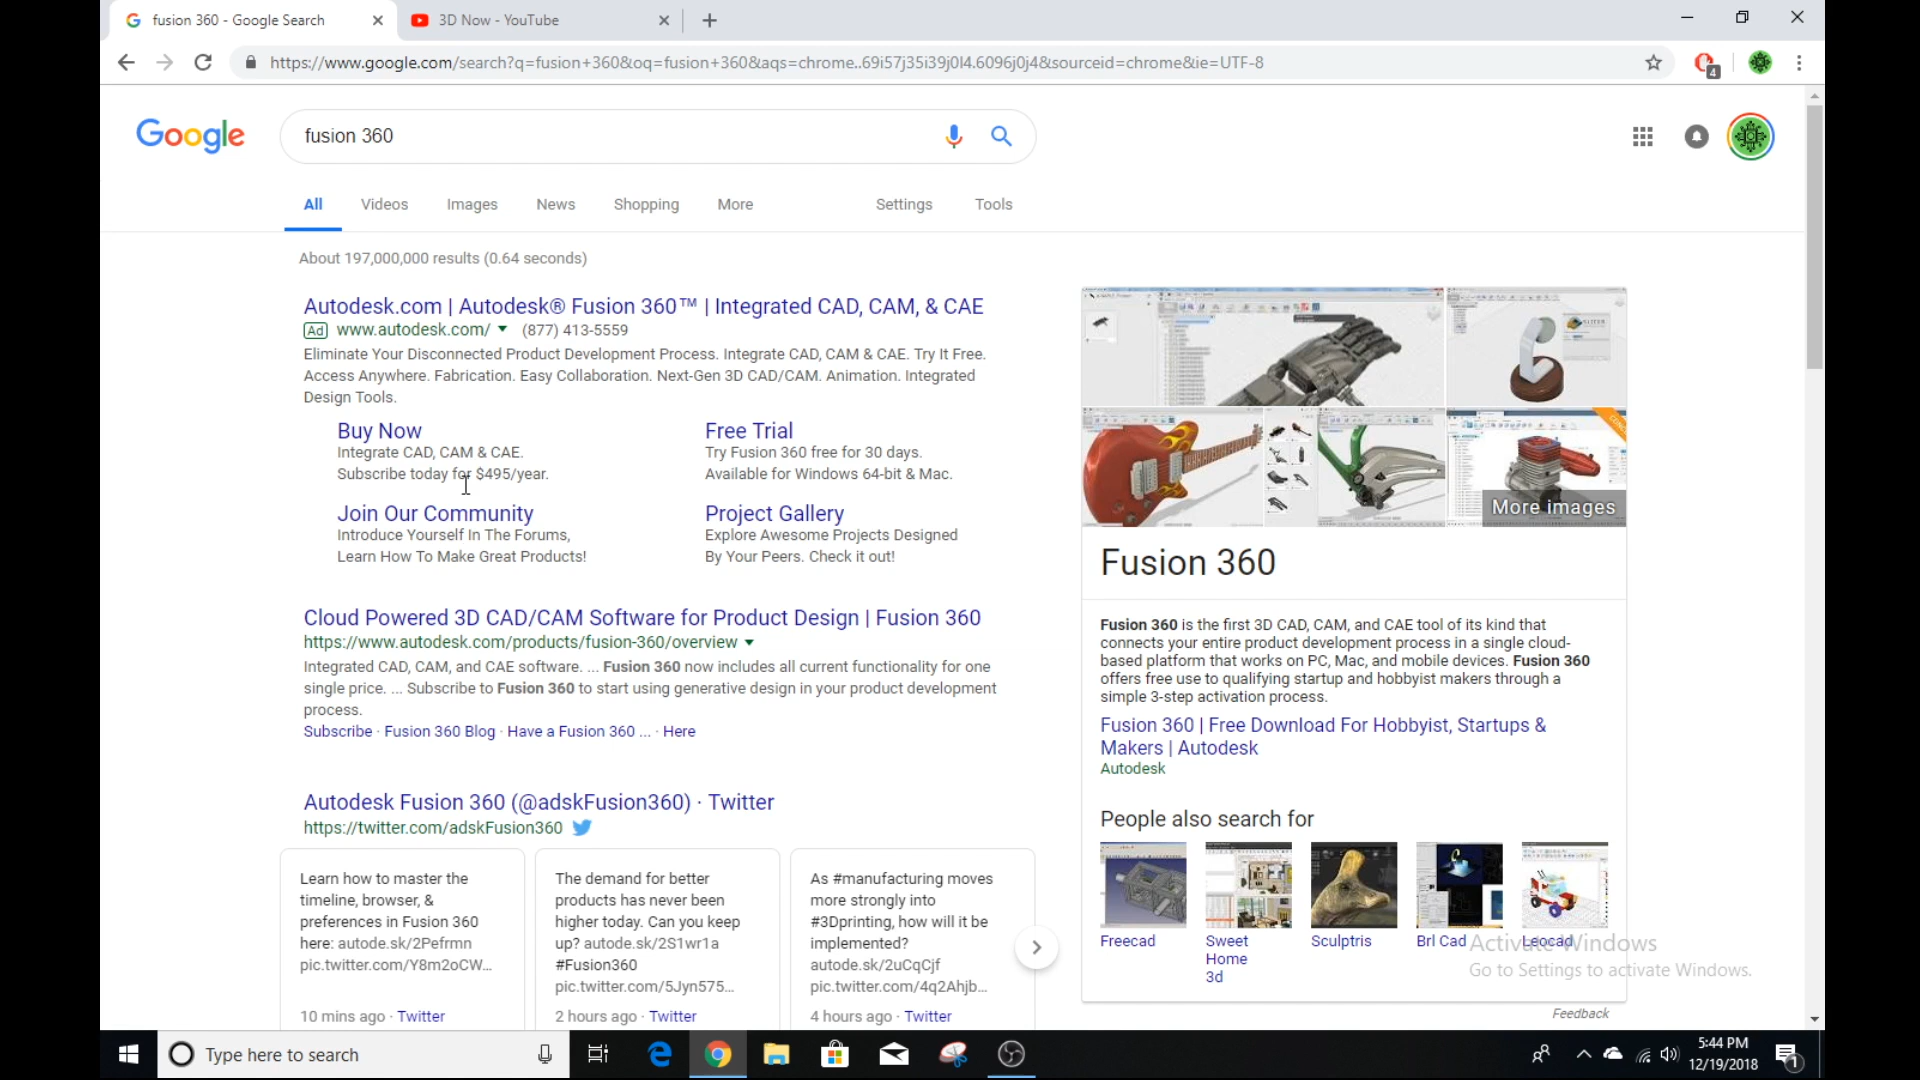 fusion 360 - Google Search
3D Now - YouTube
https://www.google.com/search?q=fusion+360&oq=fusion+360&aqs=chrome..69i57j35i39j0l4.6096j0j4&sourceid=chrome&ie=UTF-8
4
Google
fusion 360
All Videos Images News Shopping More Settings Tools
About 197,000,000 results (0.64 seconds)
Autodesk.com | Autodesk® Fusion 360™ | Integrated CAD, CAM, & CAE
Ad www.autodesk.com/ (877) 413-5559
Eliminate Your Disconnected Product Development Process. Integrate CAD, CAM & CAE. Try It Free.
Access Anywhere. Fabrication. Easy Collaboration. Next-Gen 3D CAD/CAM. Animation. Integrated
Design Tools.
Buy Now
Integrate CAD, CAM & CAE.
Subscribe today for $495/year.
Free Trial
Try Fusion 360 free for 30 days.
Available for Windows 64-bit & Mac.
Join Our Community
Introduce Yourself In The Forums,
Learn How To Make Great Products!
Project Gallery
Explore Awesome Projects Designed
By Your Peers. Check it out!
Cloud Powered 3D CAD/CAM Software for Product Design | Fusion 360
https://www.autodesk.com/products/fusion-360/overview
Integrated CAD, CAM, and CAE software. ... Fusion 360 now includes all current functionality for one
single price. ... Subscribe to Fusion 360 to start using generative design in your product development
process.
Subscribe · Fusion 360 Blog · Have a Fusion 360 ... · Here
Autodesk Fusion 360 (@adskFusion360) · Twitter
https://twitter.com/adskFusion360
Learn how to master the
timeline, browser, &
preferences in Fusion 360
here: autode.sk/2Pefrmn
pic.twitter.com/Y8m2oCW...
10 mins ago · Twitter
The demand for better
products has never been
higher today. Can you keep
up? autode.sk/2S1wr1a
#Fusion360
pic.twitter.com/5Jyn575...
2 hours ago · Twitter
As #manufacturing moves
more strongly into
#3Dprinting, how will it be
implemented?
autode.sk/2uCqCjf
pic.twitter.com/4q2Ahjb...
4 hours ago · Twitter
More images
Fusion 360
Fusion 360 is the first 3D CAD, CAM, and CAE tool of its kind that
connects your entire product development process in a single cloud-
based platform that works on PC, Mac, and mobile devices. Fusion 360
offers free use to qualifying startup and hobbyist makers through a
simple 3-step activation process.
Fusion 360 | Free Download For Hobbyist, Startups &
Makers | Autodesk
Autodesk
People also search for
Freecad
Sweet
Home
3d
Sculptris
Brl Cad
Leocad
Activate Windows
Go to Settings to activate Windows.
Feedback
Type here to search
5:44 PM
12/19/2018
1